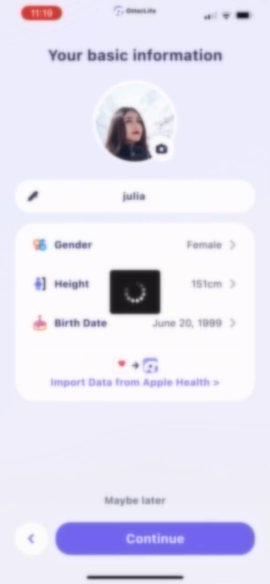 11:19
OtterLife
Your basic information
julia
Gender Female >
Height 151cm >
Birth Date June 20, 1999 >
Import Data from Apple Health >
Maybe later
Continue